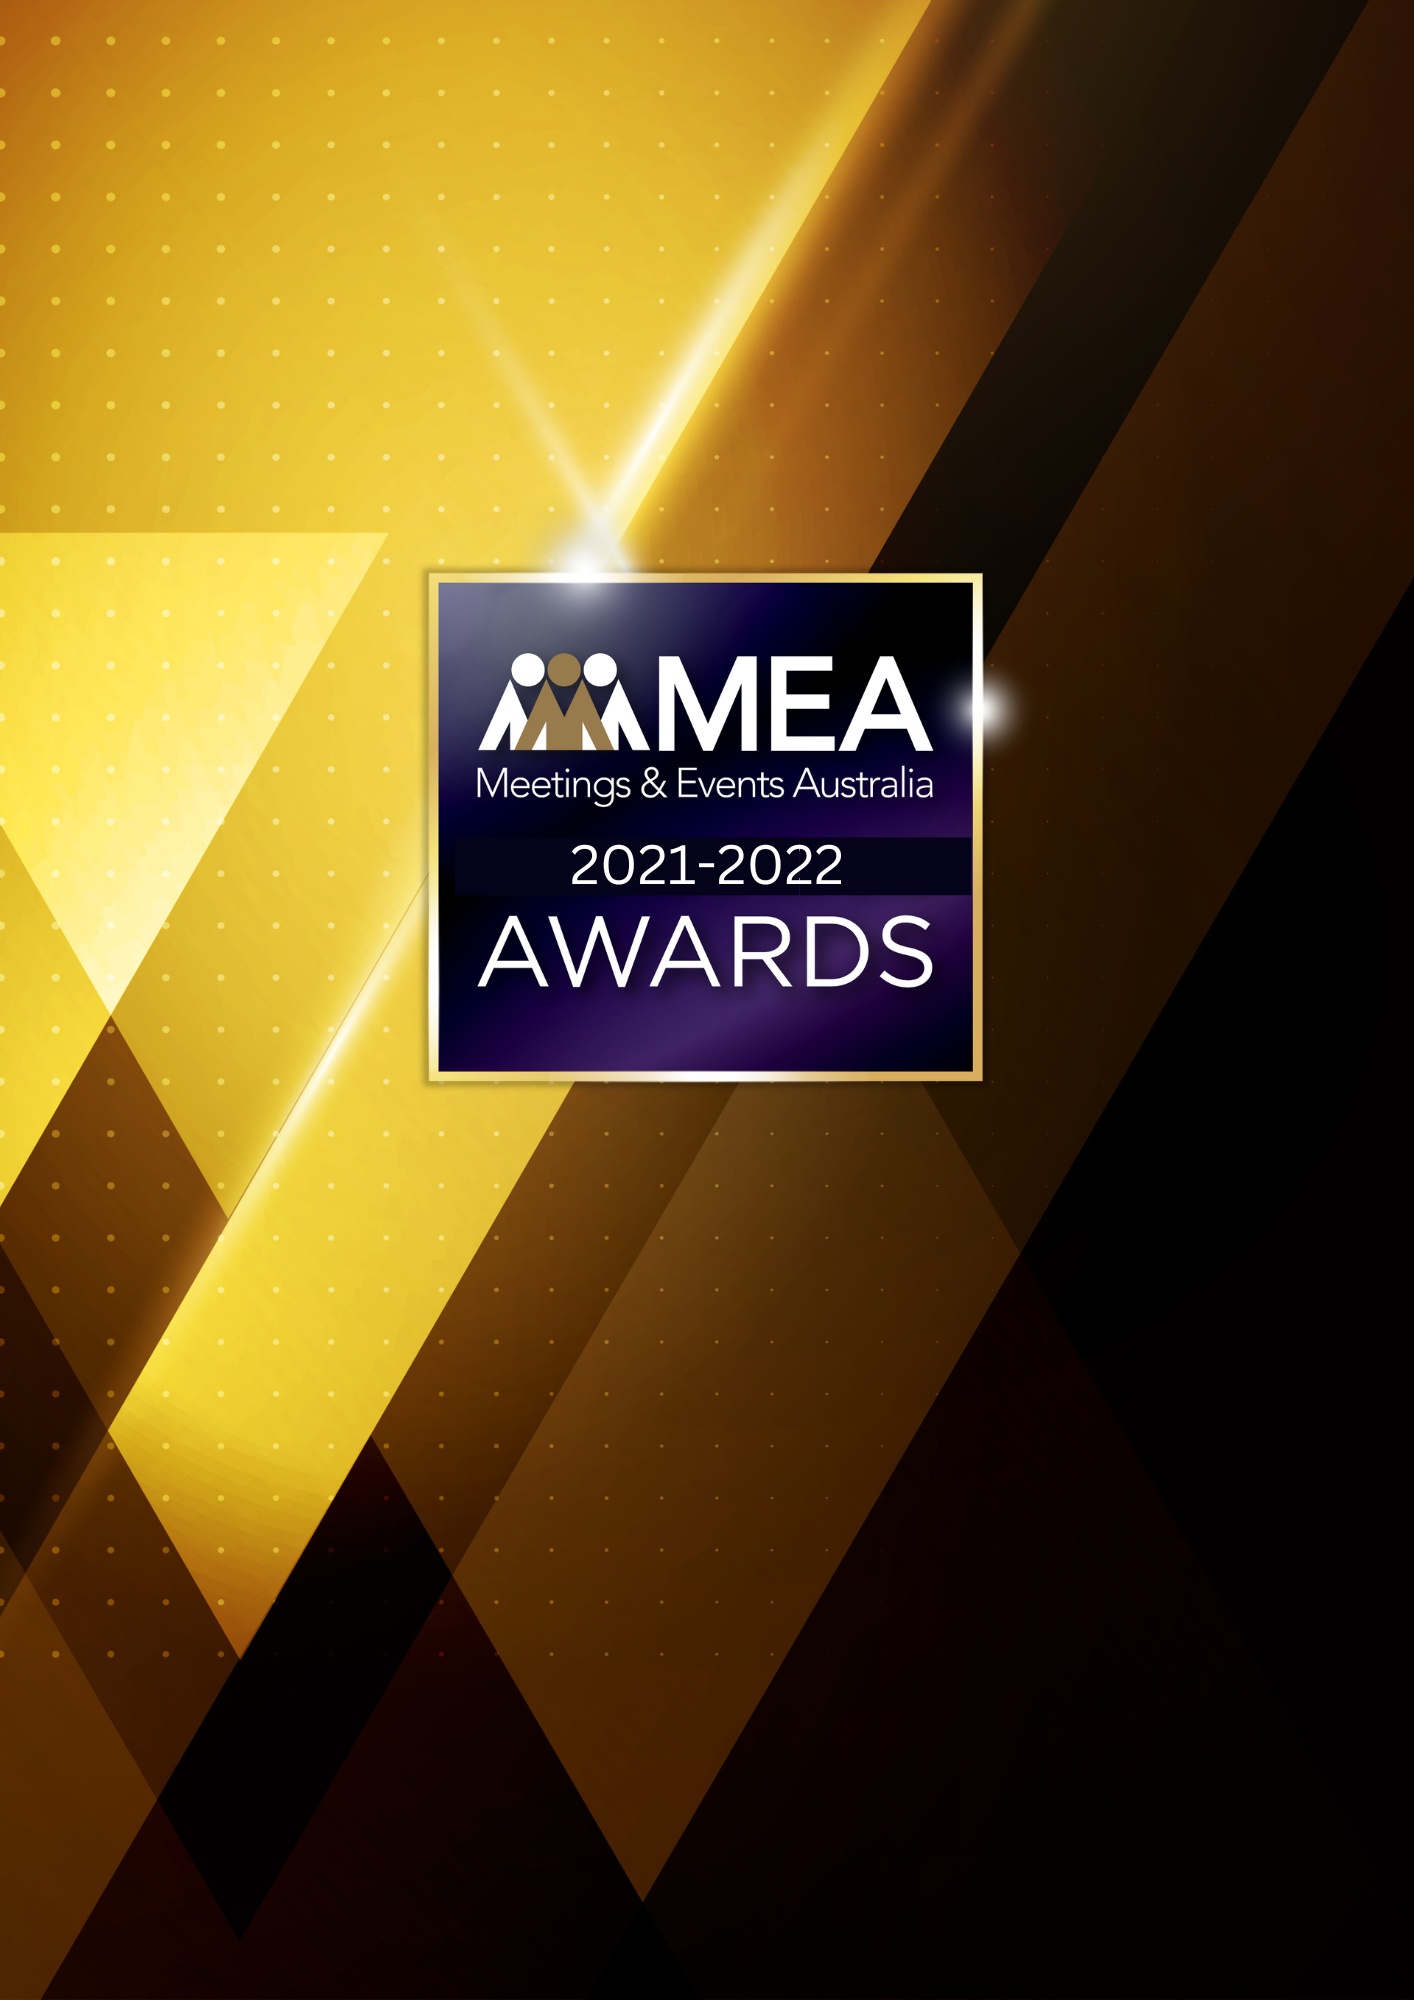 MEA
Meetings & Events Australia
2021-2022
AWARDS